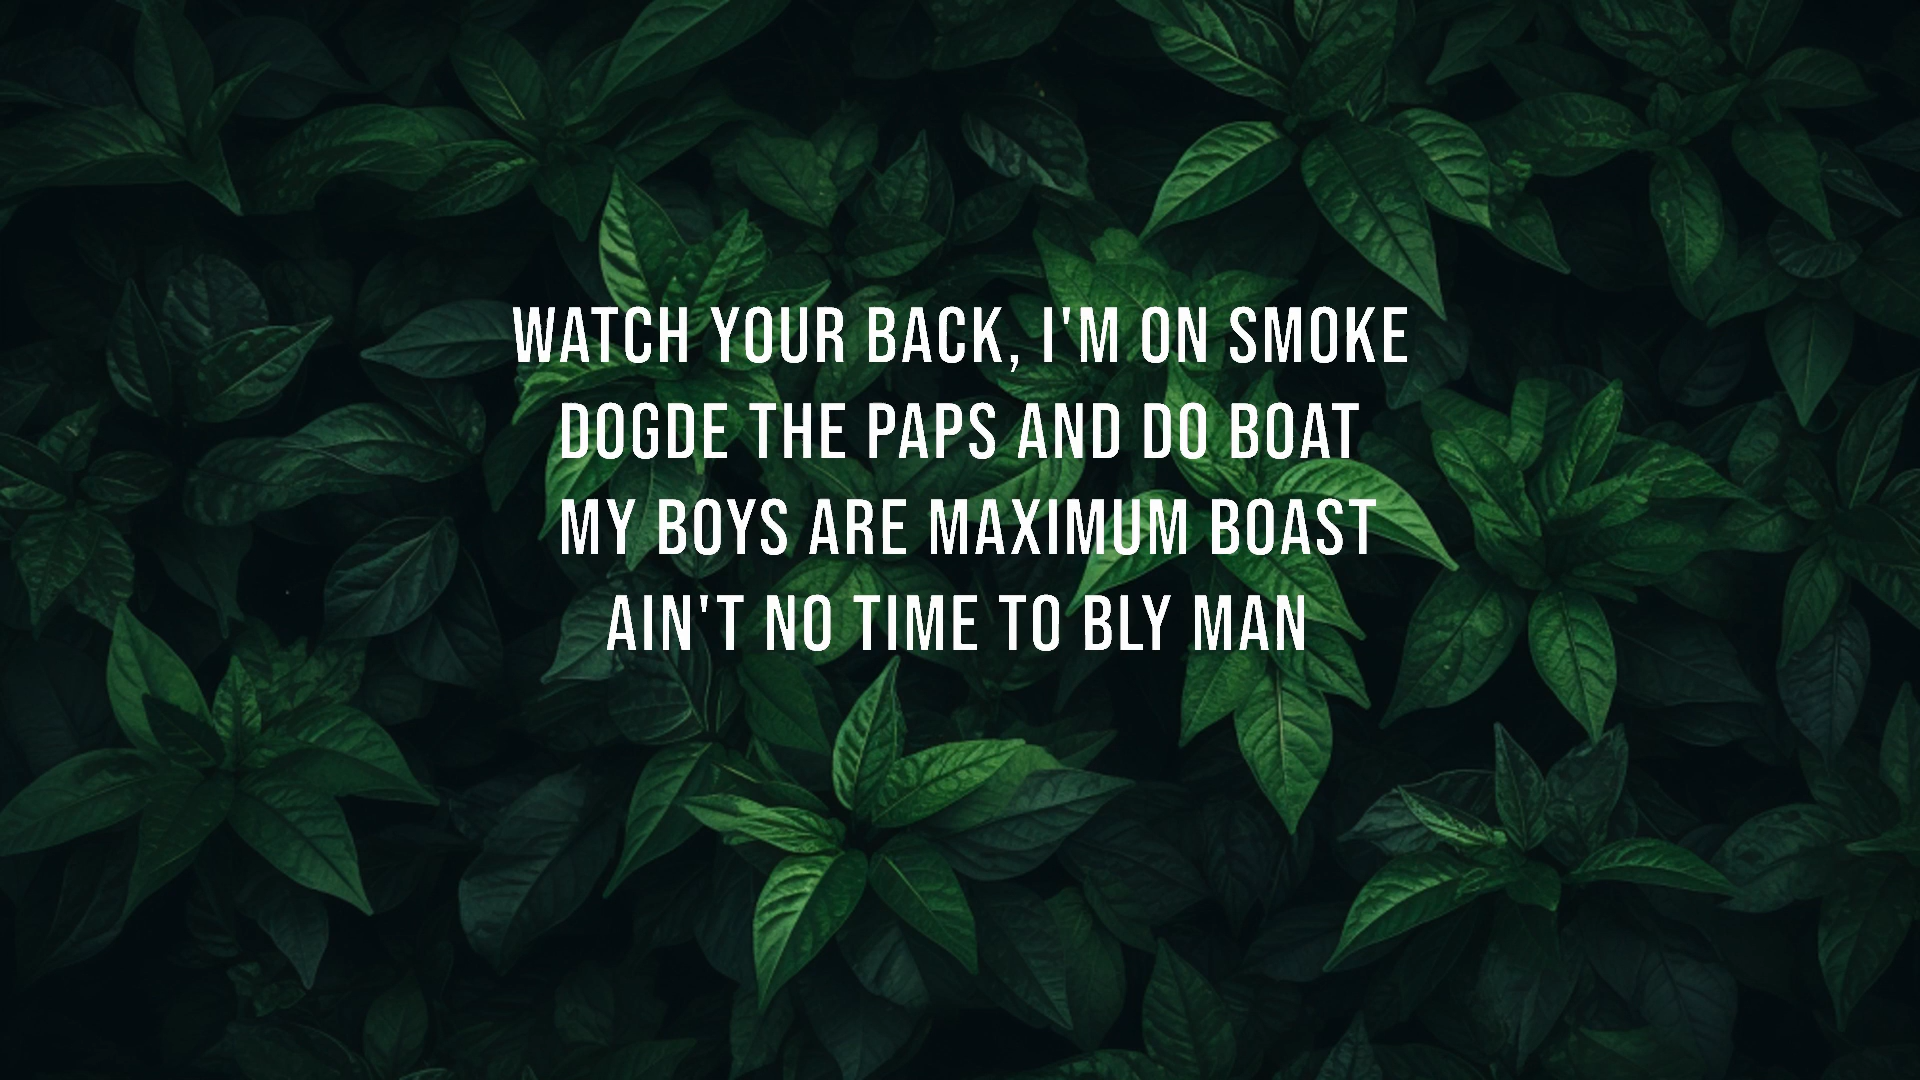 WATCH YOUR BACK, I'M ON SMOKE
DOGDE THE PAPS AND DO BOAT
MY BOYS ARE MAXIMUM BOAST
AIN'T NO TIME TO BLY MAN